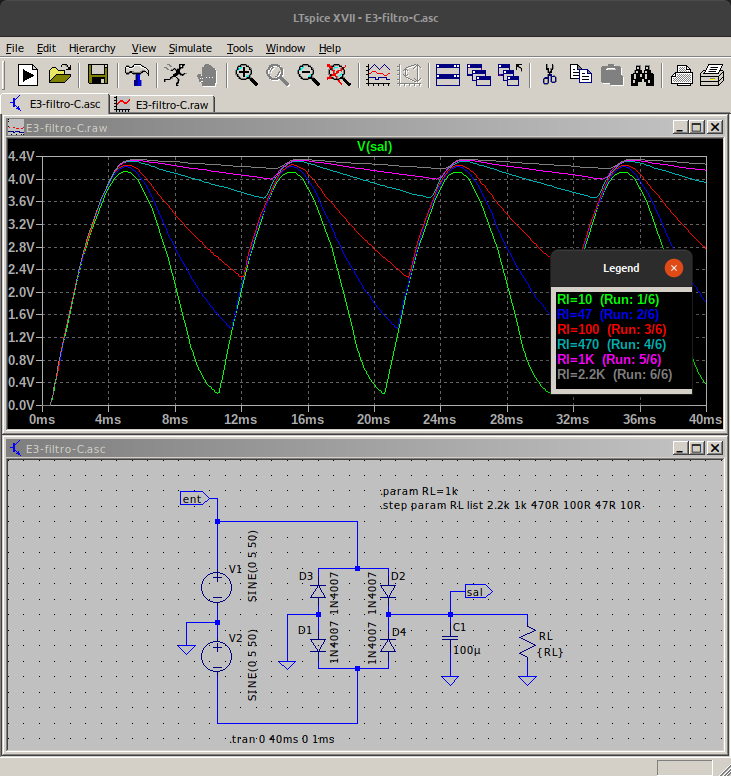 LTspice XVII - E3-filtro-C.asc
File Edit Hierarchy View Simulate Tools Window Help
E3-filtro-C.asc E3-filtro-C.raw
E3-filtro-C.raw
V(sal)
4.4V
4.0V
3.6V
3.2V
2.8V
2.4V
2.0V
1.6V
1.2V
0.8V
0.4V
0.0V
0ms 4ms 8ms 12ms 16ms 20ms 24ms 28ms 32ms 36ms 40ms
Legend
Rl=10 (Run: 1/6)
Rl=47 (Run: 2/6)
Rl=100 (Run: 3/6)
Rl=470 (Run: 4/6)
Rl=1K (Run: 5/6)
Rl=2.2K (Run: 6/6)
E3-filtro-C.asc
.param RL=1k
.step param RL list 2.2k 1k 470R 100R 47R 10R
ent
V1
SINE(0 5 50)
D3
1N4007
1N4007
D2
sal
V2
SINE(0 5 50)
D1
1N4007
1N4007
D4
C1
100µ
RL
{RL}
.tran 0 40ms 0 1ms